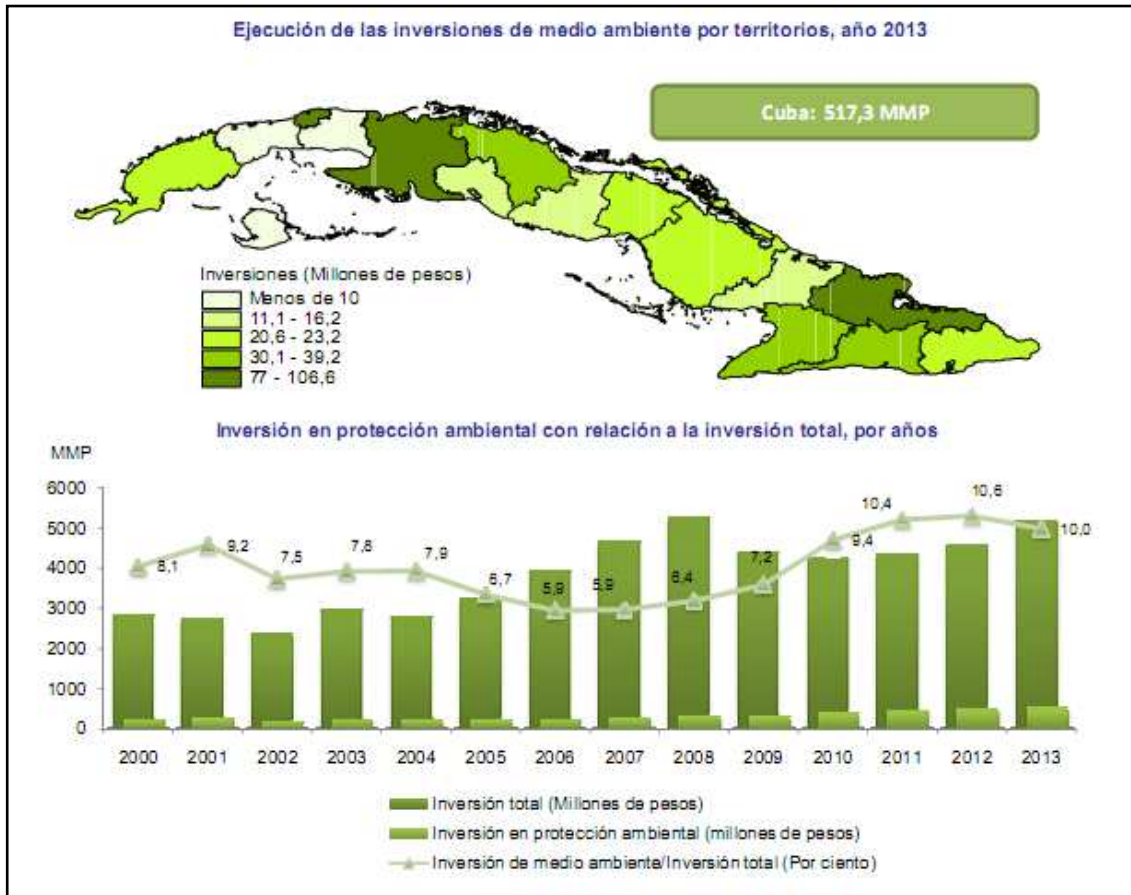 Ejecución de las inversiones de medio ambiente por territorios, año 2013
Cuba: 517,3 MMP
Inversiones (Millones de pesos)
Menos de 10
11,1 - 16,2
20,6 - 23,2
30,1 - 39,2
77 - 106,6
Inversión en protección ambiental con relación a la inversión total, por años
MMP
6000
5000
4000
3000
2000
1000
0
8,1
9,2
7,5
7,8
7,9
6,7
5,9
5,9
6,4
7,2
9,4
10,4
10,6
10,0
2000 2001 2002 2003 2004 2005 2006 2007 2008 2009 2010 2011 2012 2013
Inversión total (Millones de pesos)
Inversión en protección ambiental (millones de pesos)
Inversión de medio ambiente/Inversión total (Por ciento)